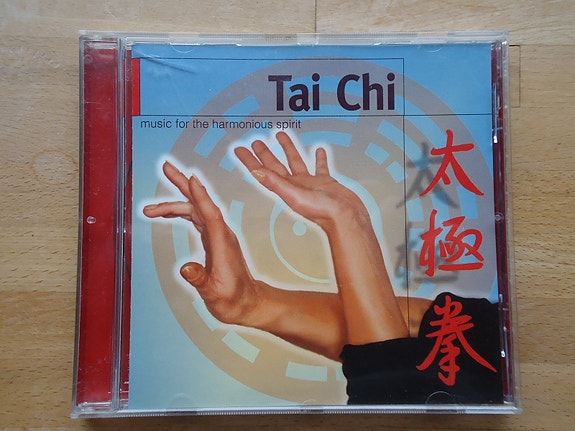 Tai Chi
music for the harmonious spirit
太極拳